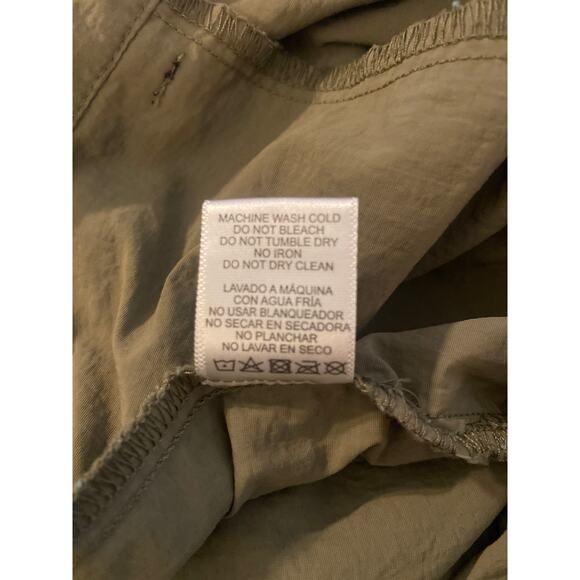 MACHINE WASH COLD
DO NOT BLEACH
DO NOT TUMBLE DRY
NO IRON
DO NOT DRY CLEAN
LAVADO A MÁQUINA
CON AGUA FRÍA
NO USAR BLANQUEADOR
NO SECAR EN SECADORA
NO PLANCHAR
NO LAVAR EN SECO